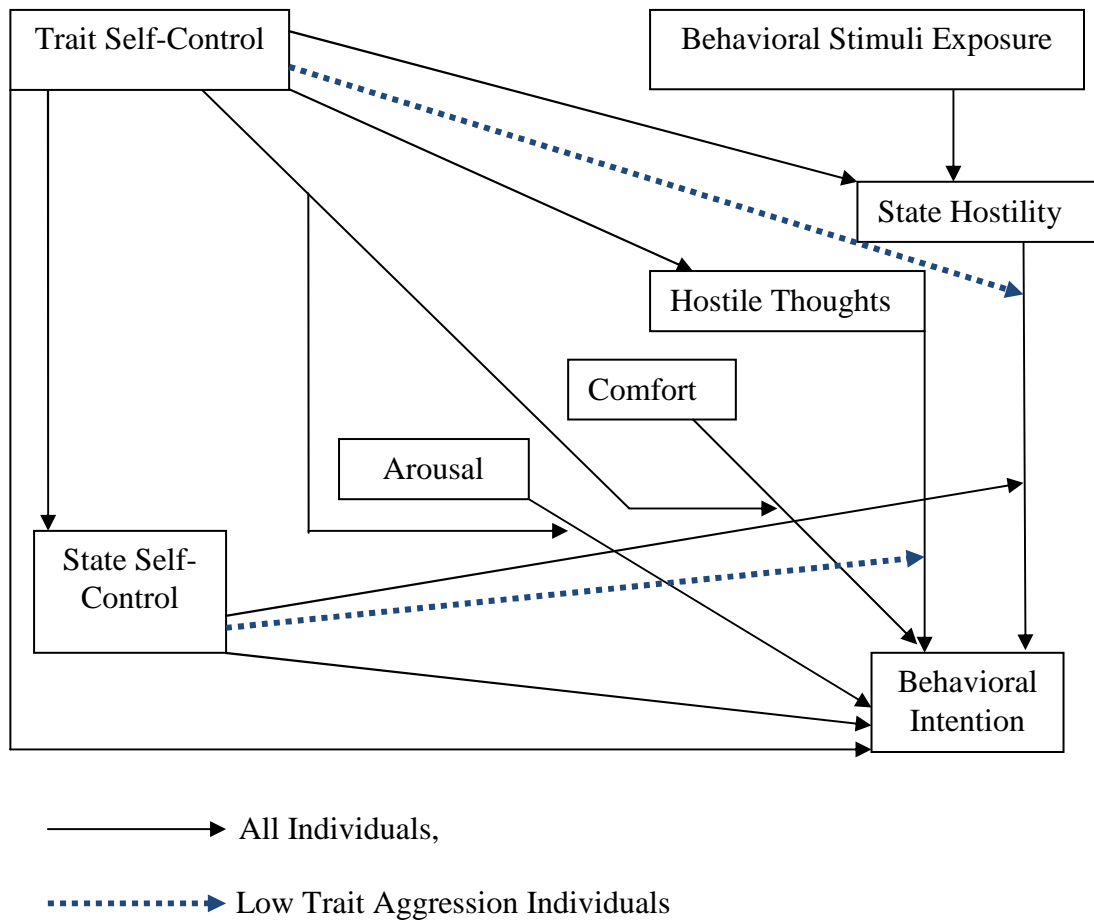 Trait Self-Control
Behavioral Stimuli Exposure
State Hostility
Hostile Thoughts
Comfort
Arousal
State Self-
Control
Behavioral
Intention
All Individuals,
Low Trait Aggression Individuals